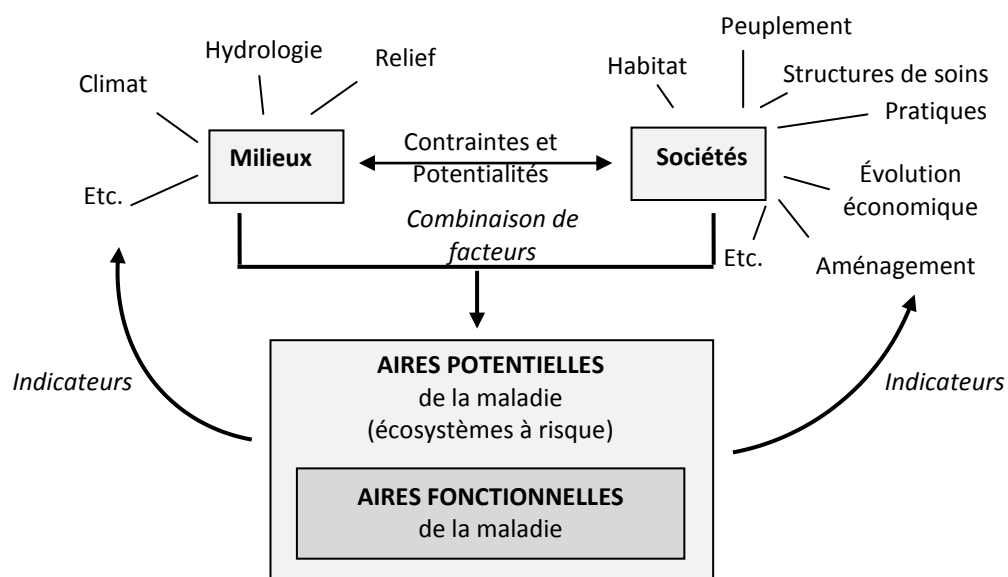 Peuplement
Hydrologie
Relief
Habitat
Structures de soins
Climat
Pratiques
Milieux
Contraintes et
Potentialités
Sociétés
Évolution
économique
Etc.
Combinaison de
facteurs
Etc.
Aménagement
AIRES POTENTIELLES
de la maladie
(écosystèmes à risque)
Indicateurs
Indicateurs
AIRES FONCTIONNELLES
de la maladie